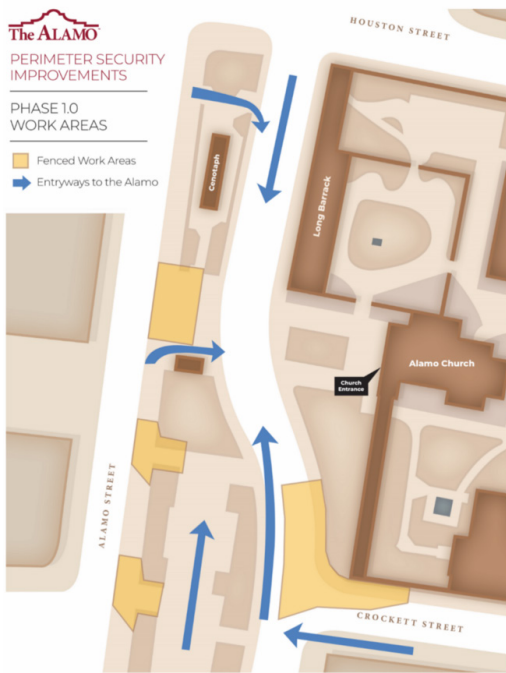 The ALAMO
PERIMETER SECURITY
IMPROVEMENTS
PHASE 1.0
WORK AREAS
Fenced Work Areas
Entryways to the Alamo
HOUSTON STREET
Cenotaph
Long Barrack
Alamo Church
Church
Entrance
ALAMO STREET
CROCKETT STREET